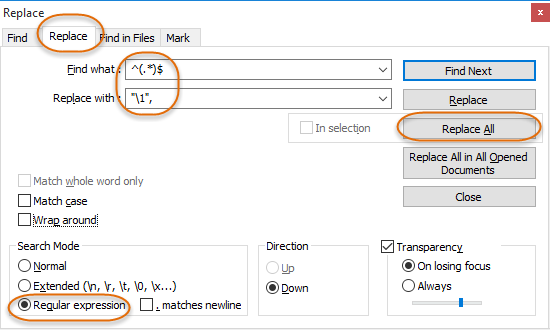 Replace
Find Replace Find in Files Mark
Find what : ^(.*)$ Find Next
Replace with : "\1", Replace
In selection Replace All
Replace All in All Opened
Documents
Match whole word only
Match case Close
Wrap around
Search Mode Direction Transparency
Normal Up On losing focus
Extended (\n, \r, \t, \0, \x...) Down Always
Regular expression . matches newline